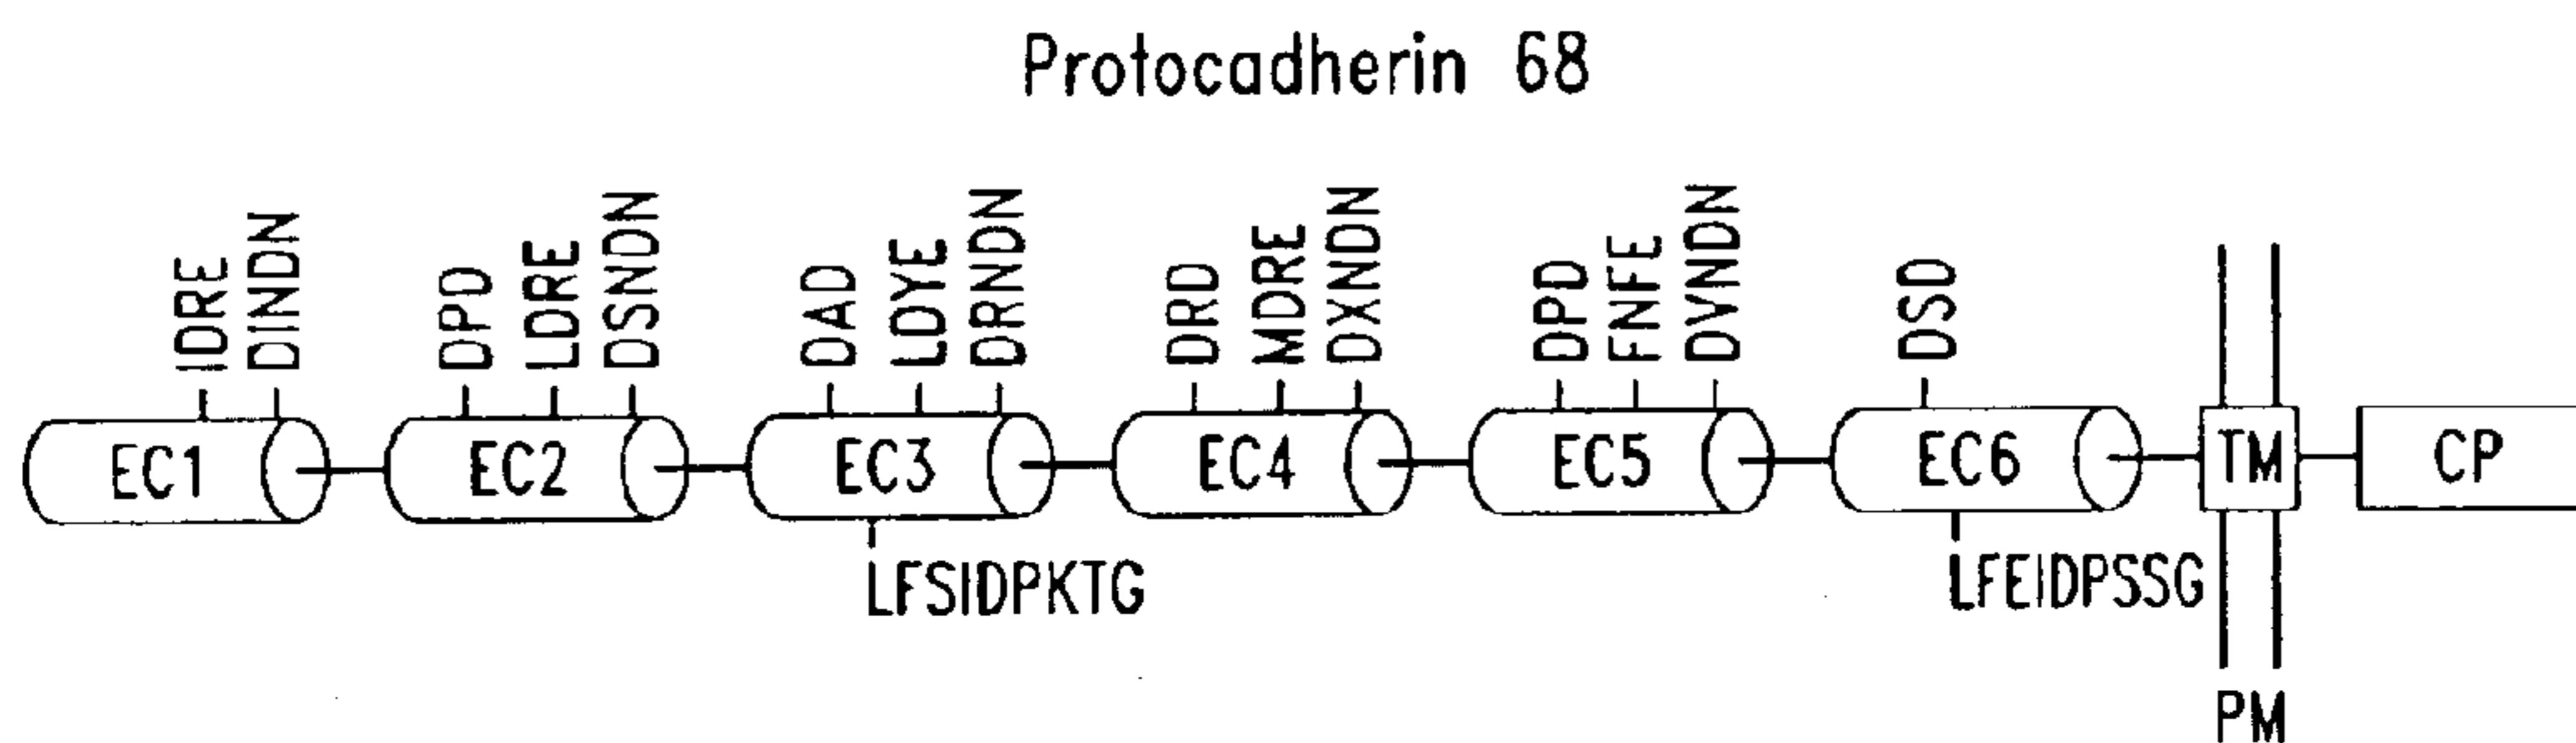 Protocadherin 68
IDRE DINDN DPD LDRE DSNDN DAD LDYE DRNDN DRD MDRE DXNDN DPD FNFE DVNDN DSD
EC1 EC2 EC3 EC4 EC5 EC6 TM CP
LFSIDPKTG LFEIDPSSG
PM